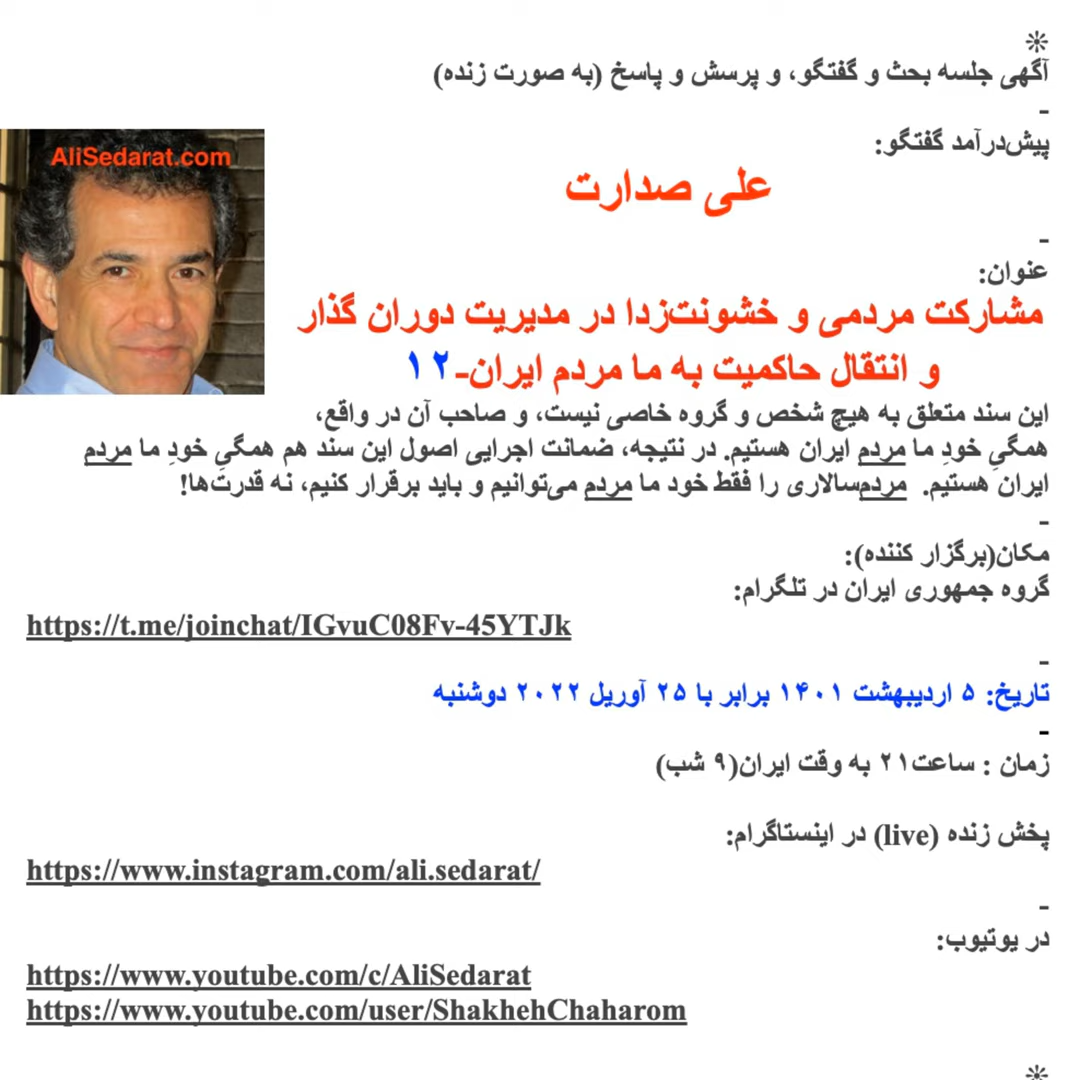 ❊
آگهی جلسه بحث و گفتگو، و پرسش و پاسخ (به صورت زنده)
-
AliSedarat.com
پیش‌درآمد گفتگو:
علی صدارت
-
عنوان:
مشارکت مردمی و خشونت‌زدا در مدیریت دوران گذار
و انتقال حاکمیت به ما مردم ایران-۱۲
این سند متعلق به هیچ شخص و گروه خاصی نیست، و صاحب آن در واقع،
همگیِ خودِ ما مردم ایران هستیم. در نتیجه، ضمانت اجرایی اصول این سند هم همگیِ خودِ ما مردم
ایران هستیم. مردم‌سالاری را فقط خود ما مردم می‌توانیم و باید برقرار کنیم، نه قدرت‌ها!
-
مکان(برگزار کننده):
گروه جمهوری ایران در تلگرام:
https://t.me/joinchat/IGvuC08Fv-45YTJk
-
تاریخ: ۵ اردیبهشت ۱۴۰۱ برابر با ۲۵ آوریل ۲۰۲۲ دوشنبه
-
زمان : ساعت۲۱ به وقت ایران(۹ شب)
پخش زنده (live) در اینستاگرام:
https://www.instagram.com/ali.sedarat/
-
در یوتیوب:
https://www.youtube.com/c/AliSedarat
https://www.youtube.com/user/ShakhehChaharom
❊